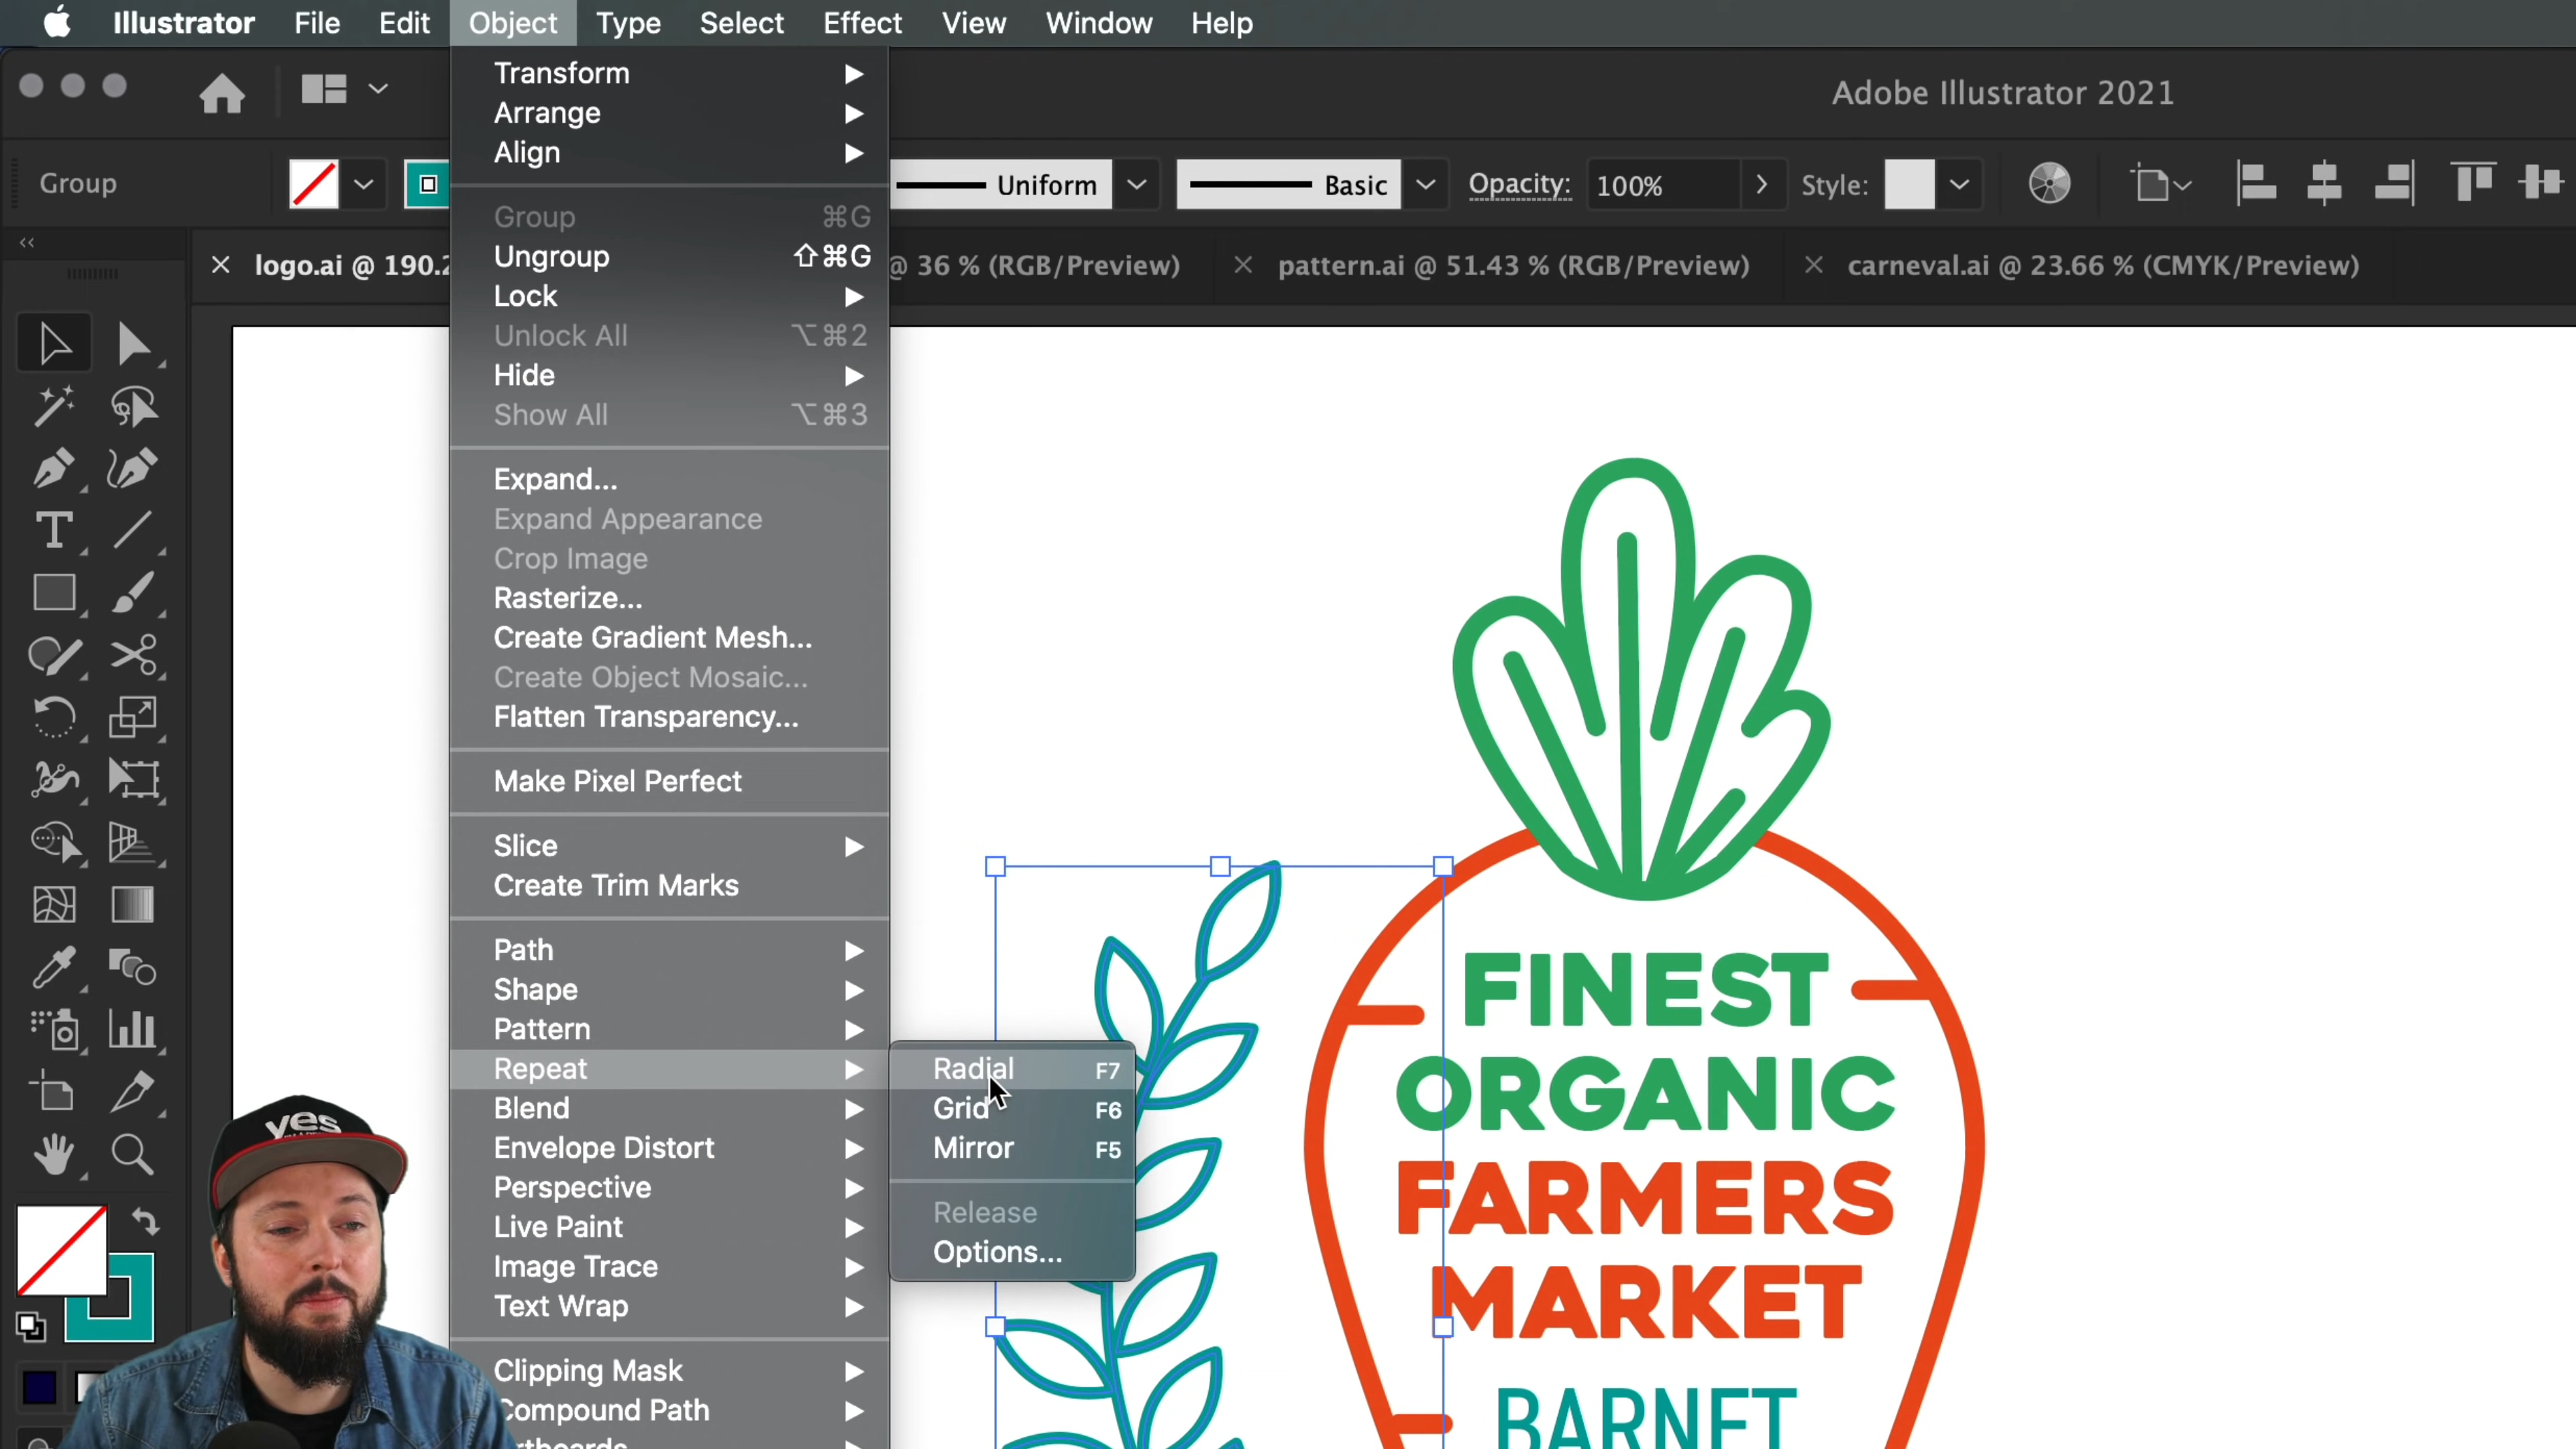 Illustrator File Edit Object Type Select Effect View Window Help
Adobe Illustrator 2021
Group
Uniform
Basic
Opacity: 100%
Style:
logo.ai @ 190.2
@ 36 % (RGB/Preview)
pattern.ai @ 51.43 % (RGB/Preview)
carneval.ai @ 23.66 % (CMYK/Preview)
Transform
Arrange
Align
Group ⌘G
Ungroup ⇧⌘G
Lock
Unlock All ⌥⌘2
Hide
Show All ⌥⌘3
Expand...
Expand Appearance
Crop Image
Rasterize...
Create Gradient Mesh...
Create Object Mosaic...
Flatten Transparency...
Make Pixel Perfect
Slice
Create Trim Marks
Path
Shape
Pattern
Repeat
Blend
Envelope Distort
Perspective
Live Paint
Image Trace
Text Wrap
Clipping Mask
Compound Path
Radial F7
Grid F6
Mirror F5
Release
Options...
FINEST
ORGANIC
FARMERS
MARKET
BARNET
yes